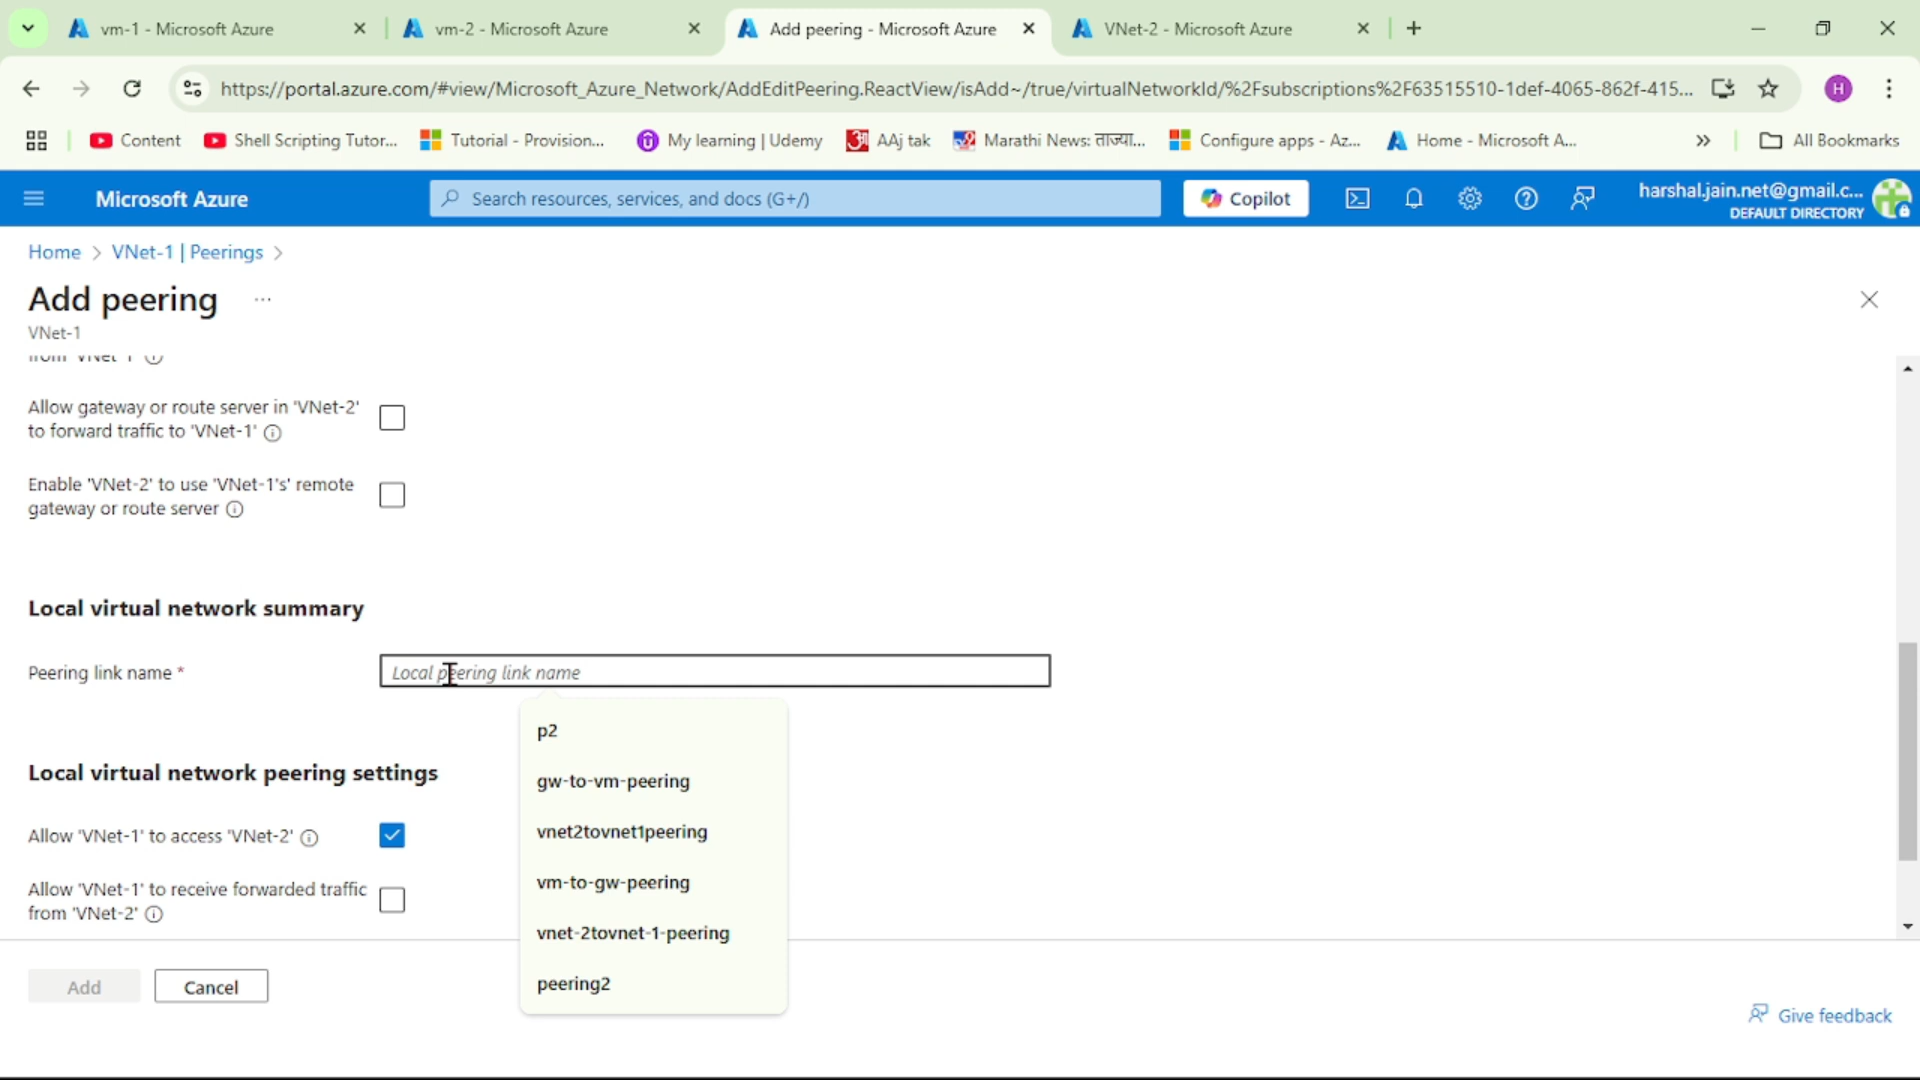 vm-1 - Microsoft Azure
vm-2 - Microsoft Azure
Add peering - Microsoft Azure
VNet-2 - Microsoft Azure
https://portal.azure.com/#view/Microsoft_Azure_Network/AddEditPeering.ReactView/isAdd~/true/virtualNetworkId/%2Fsubscriptions%2F63515510-1def-4065-862f-415...
H
Content
Shell Scripting Tutor...
Tutorial - Provision...
My learning | Udemy
AAj tak
Marathi News: ताज्या...
Configure apps - Az...
Home - Microsoft A...
All Bookmarks
Microsoft Azure
Search resources, services, and docs (G+/)
Copilot
harshal.jain.net@gmail.c...
DEFAULT DIRECTORY
Home > VNet-1 | Peerings >
Add peering ...
VNet-1
from 'VNet-1'
Allow gateway or route server in 'VNet-2'
to forward traffic to 'VNet-1'
Enable 'VNet-2' to use 'VNet-1's' remote
gateway or route server
Local virtual network summary
Peering link name *
Local peering link name
p2
gw-to-vm-peering
vnet2tovnet1peering
vm-to-gw-peering
vnet-2tovnet-1-peering
peering2
Local virtual network peering settings
Allow 'VNet-1' to access 'VNet-2'
Allow 'VNet-1' to receive forwarded traffic
from 'VNet-2'
Add
Cancel
Give feedback